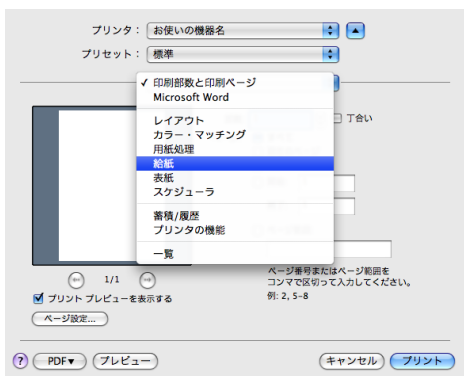 プリンタ： お使いの機器名
プリセット： 標準
✓ 印刷部数と印刷ページ
Microsoft Word
レイアウト
カラー・マッチング
用紙処理
給紙
表紙
スケジューラ
蓄積/履歴
プリンタの機能
一覧
丁合い
ページ番号またはページ範囲を
コンマで区切って入力してください。
例: 2, 5-8
1/1
プリント プレビューを表示する
ページ設定...
? PDF▼ プレビュー キャンセル プリント